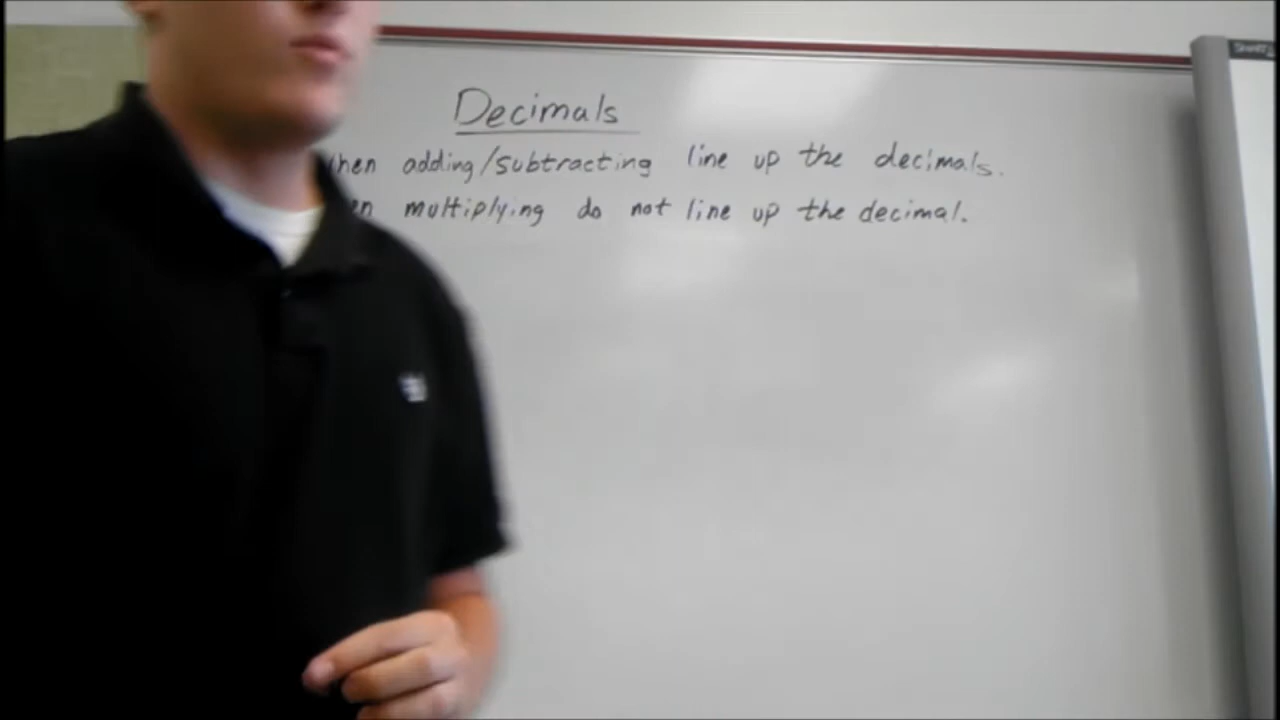 Decimals
hen adding/subtracting line up the decimals.
en multiplying do not line up the decimal.